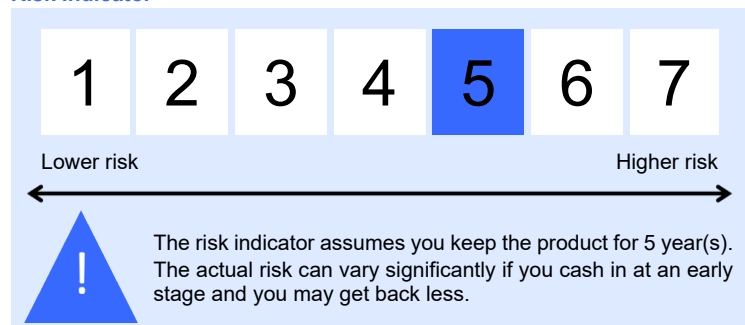 1 2 3 4 5 6 7
Lower risk Higher risk
The risk indicator assumes you keep the product for 5 year(s).
! The actual risk can vary significantly if you cash in at an early
stage and you may get back less.